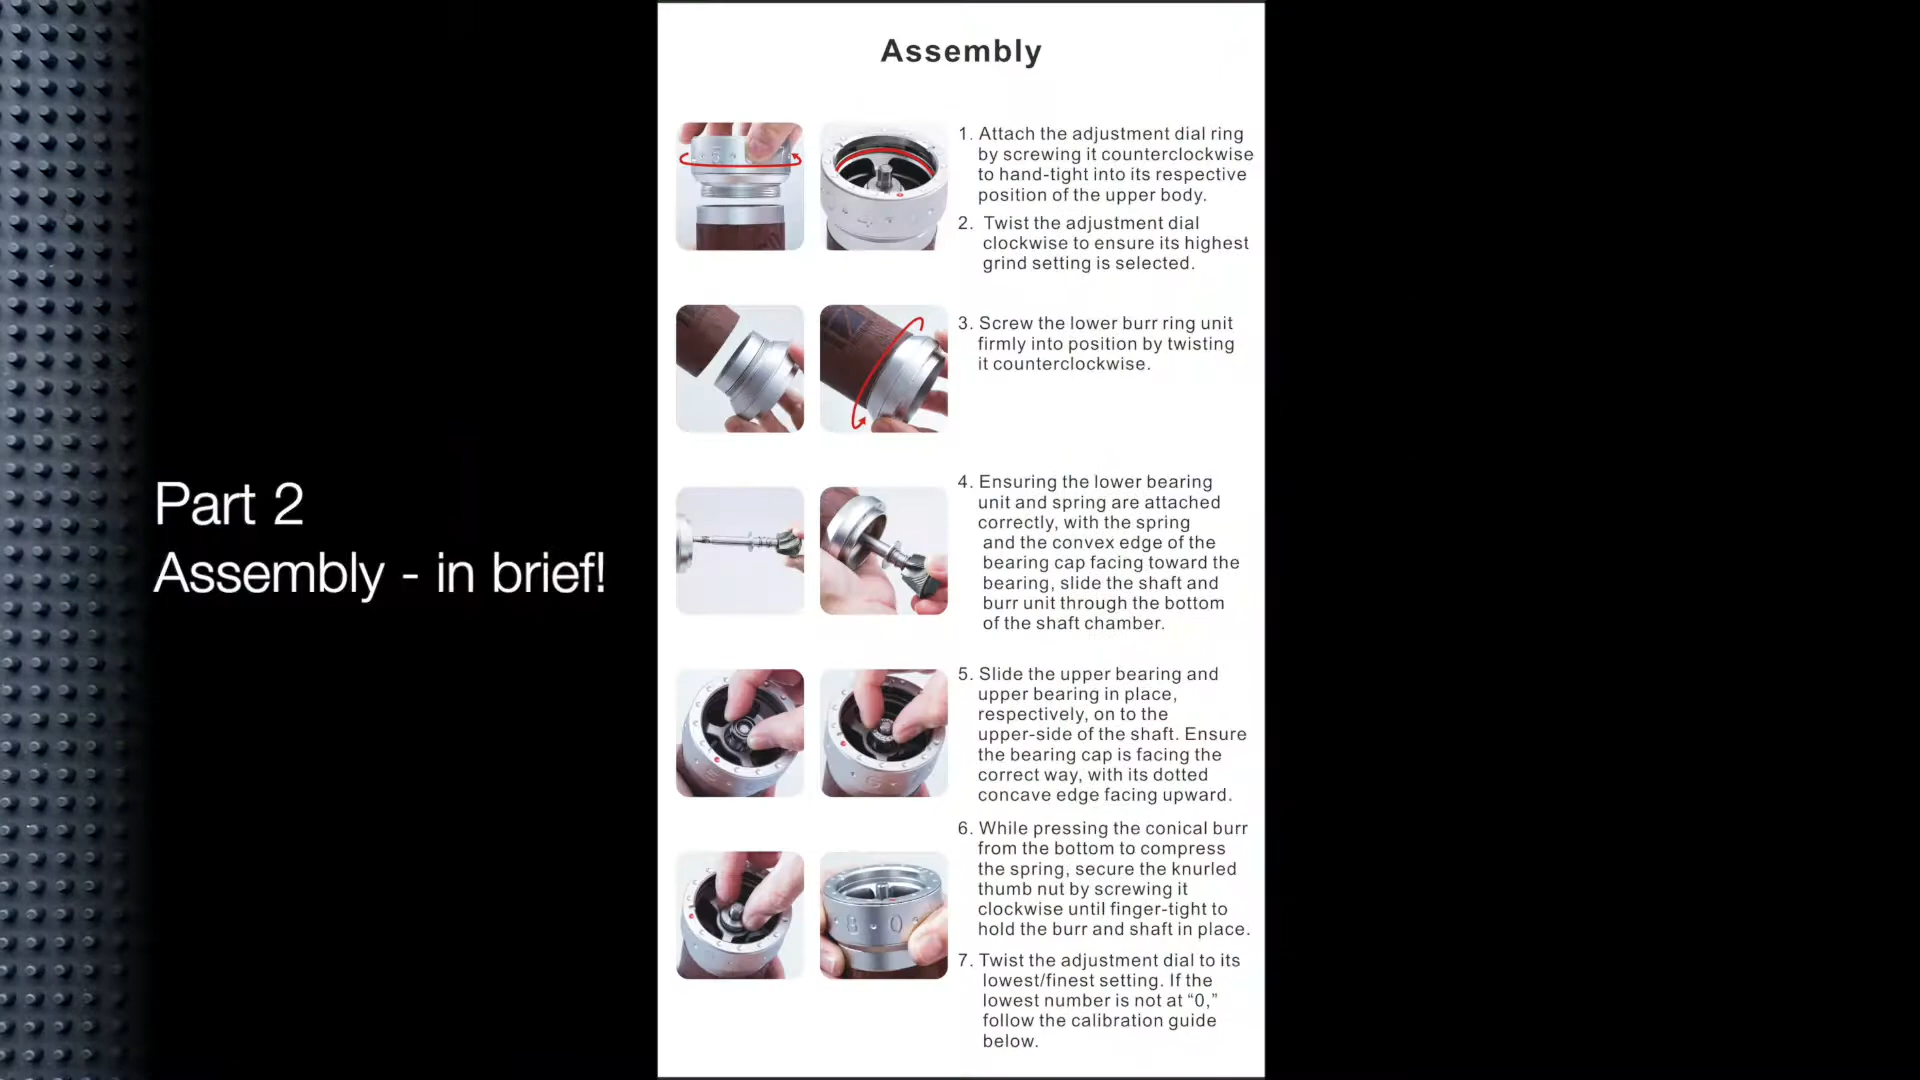 Assembly
1. Attach the adjustment dial ring
by screwing it counterclockwise
to hand-tight into its respective
position of the upper body.
2. Twist the adjustment dial
clockwise to ensure its highest
grind setting is selected.
3. Screw the lower burr ring unit
firmly into position by twisting
it counterclockwise.
Part 2
Assembly - in brief!
4. Ensuring the lower bearing
unit and spring are attached
correctly, with the spring
and the convex edge of the
bearing cap facing toward the
bearing, slide the shaft and
burr unit through the bottom
of the shaft chamber.
5. Slide the upper bearing and
upper bearing in place,
respectively, on to the
upper-side of the shaft. Ensure
the bearing cap is facing the
correct way, with its dotted
concave edge facing upward.
6. While pressing the conical burr
from the bottom to compress
the spring, secure the knurled
thumb nut by screwing it
clockwise until finger-tight to
hold the burr and shaft in place.
8 0
7. Twist the adjustment dial to its
lowest/finest setting. If the
lowest number is not at “0,”
follow the calibration guide
below.